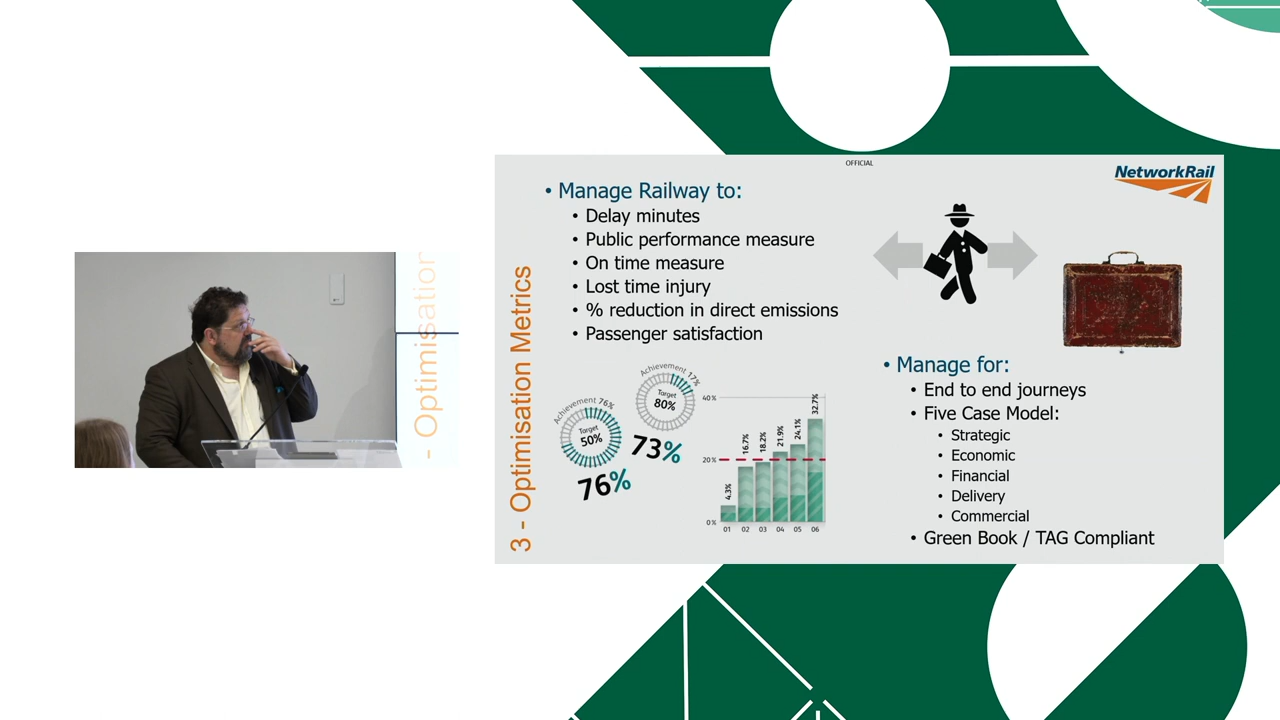 OFFICIAL
NetworkRail
3 - Optimisation Metrics
• Manage Railway to:
• Delay minutes
• Public performance measure
• On time measure
• Lost time injury
• % reduction in direct emissions
• Passenger satisfaction
Achievement 76%
Target
50%
76%
Achievement 17%
Target
80%
73%
40%
20%
0%
4.3%
16.7%
18.2%
21.9%
24.1%
32.7%
01
02
03
04
05
06
• Manage for:
• End to end journeys
• Five Case Model:
• Strategic
• Economic
• Financial
• Delivery
• Commercial
• Green Book / TAG Compliant
- Optimisation